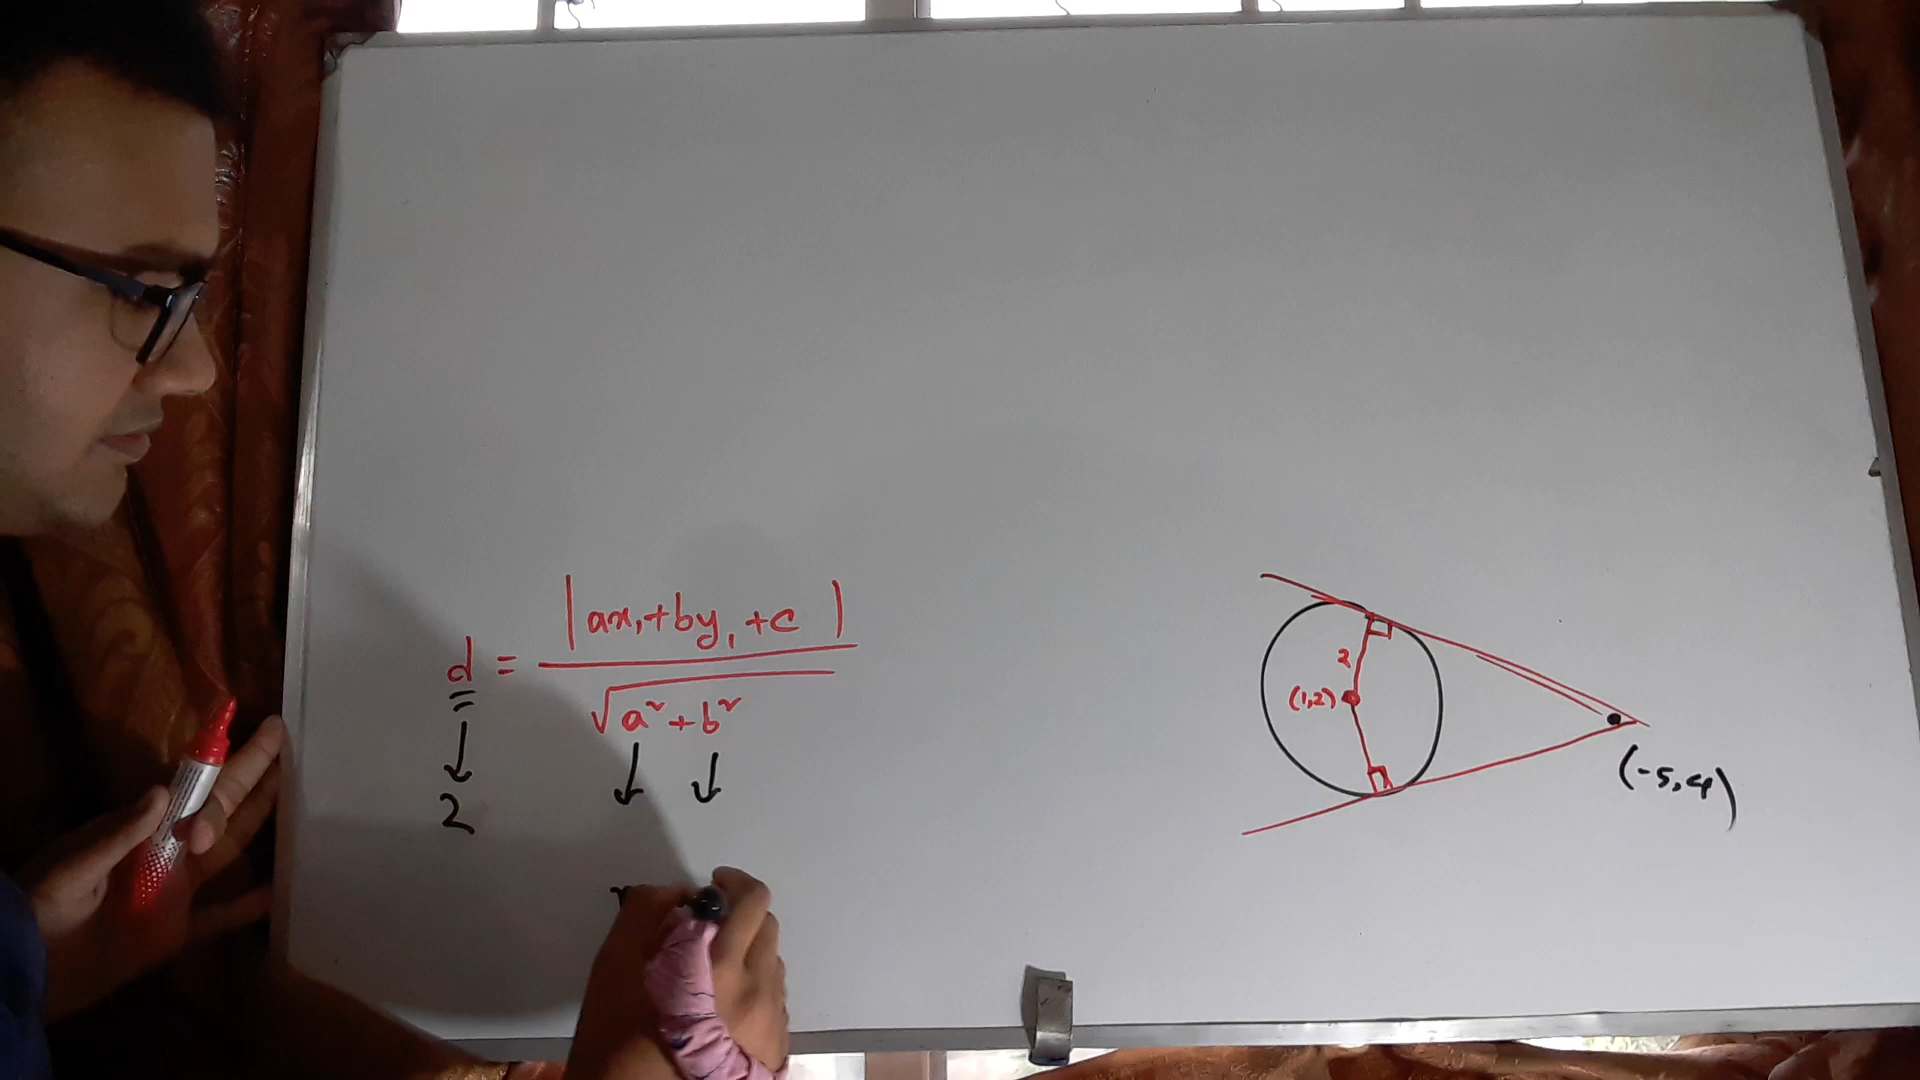 d = |ax₁+by₁+c| / √a²+b²
2
2
(1,2)
(-5,4)